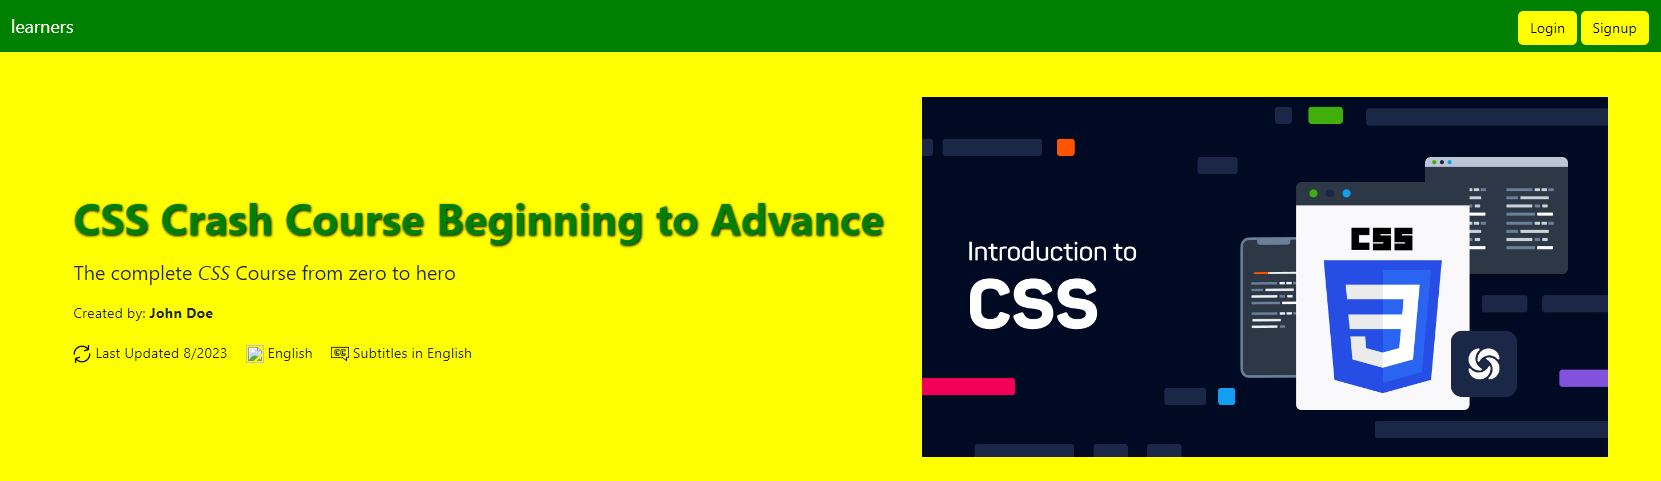 learners
Login Signup
CSS Crash Course Beginning to Advance
The complete CSS Course from zero to hero
Created by: John Doe
Last Updated 8/2023 English CC Subtitles in English
Introduction to
CSS
CSS